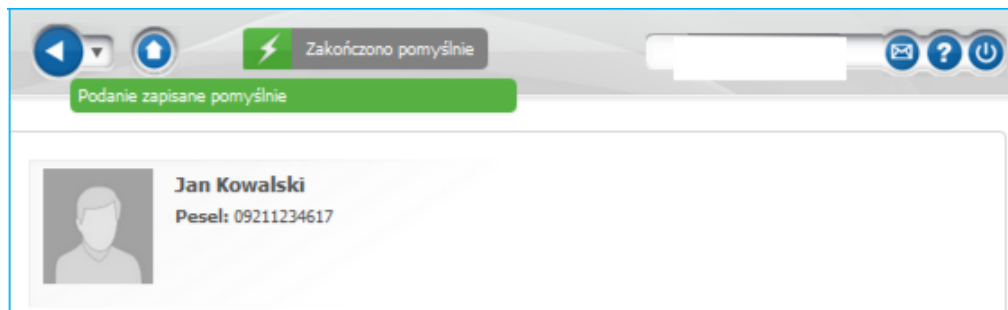 Zakończono pomyślnie
Podanie zapisane pomyślnie
Jan Kowalski
Pesel: 09211234617